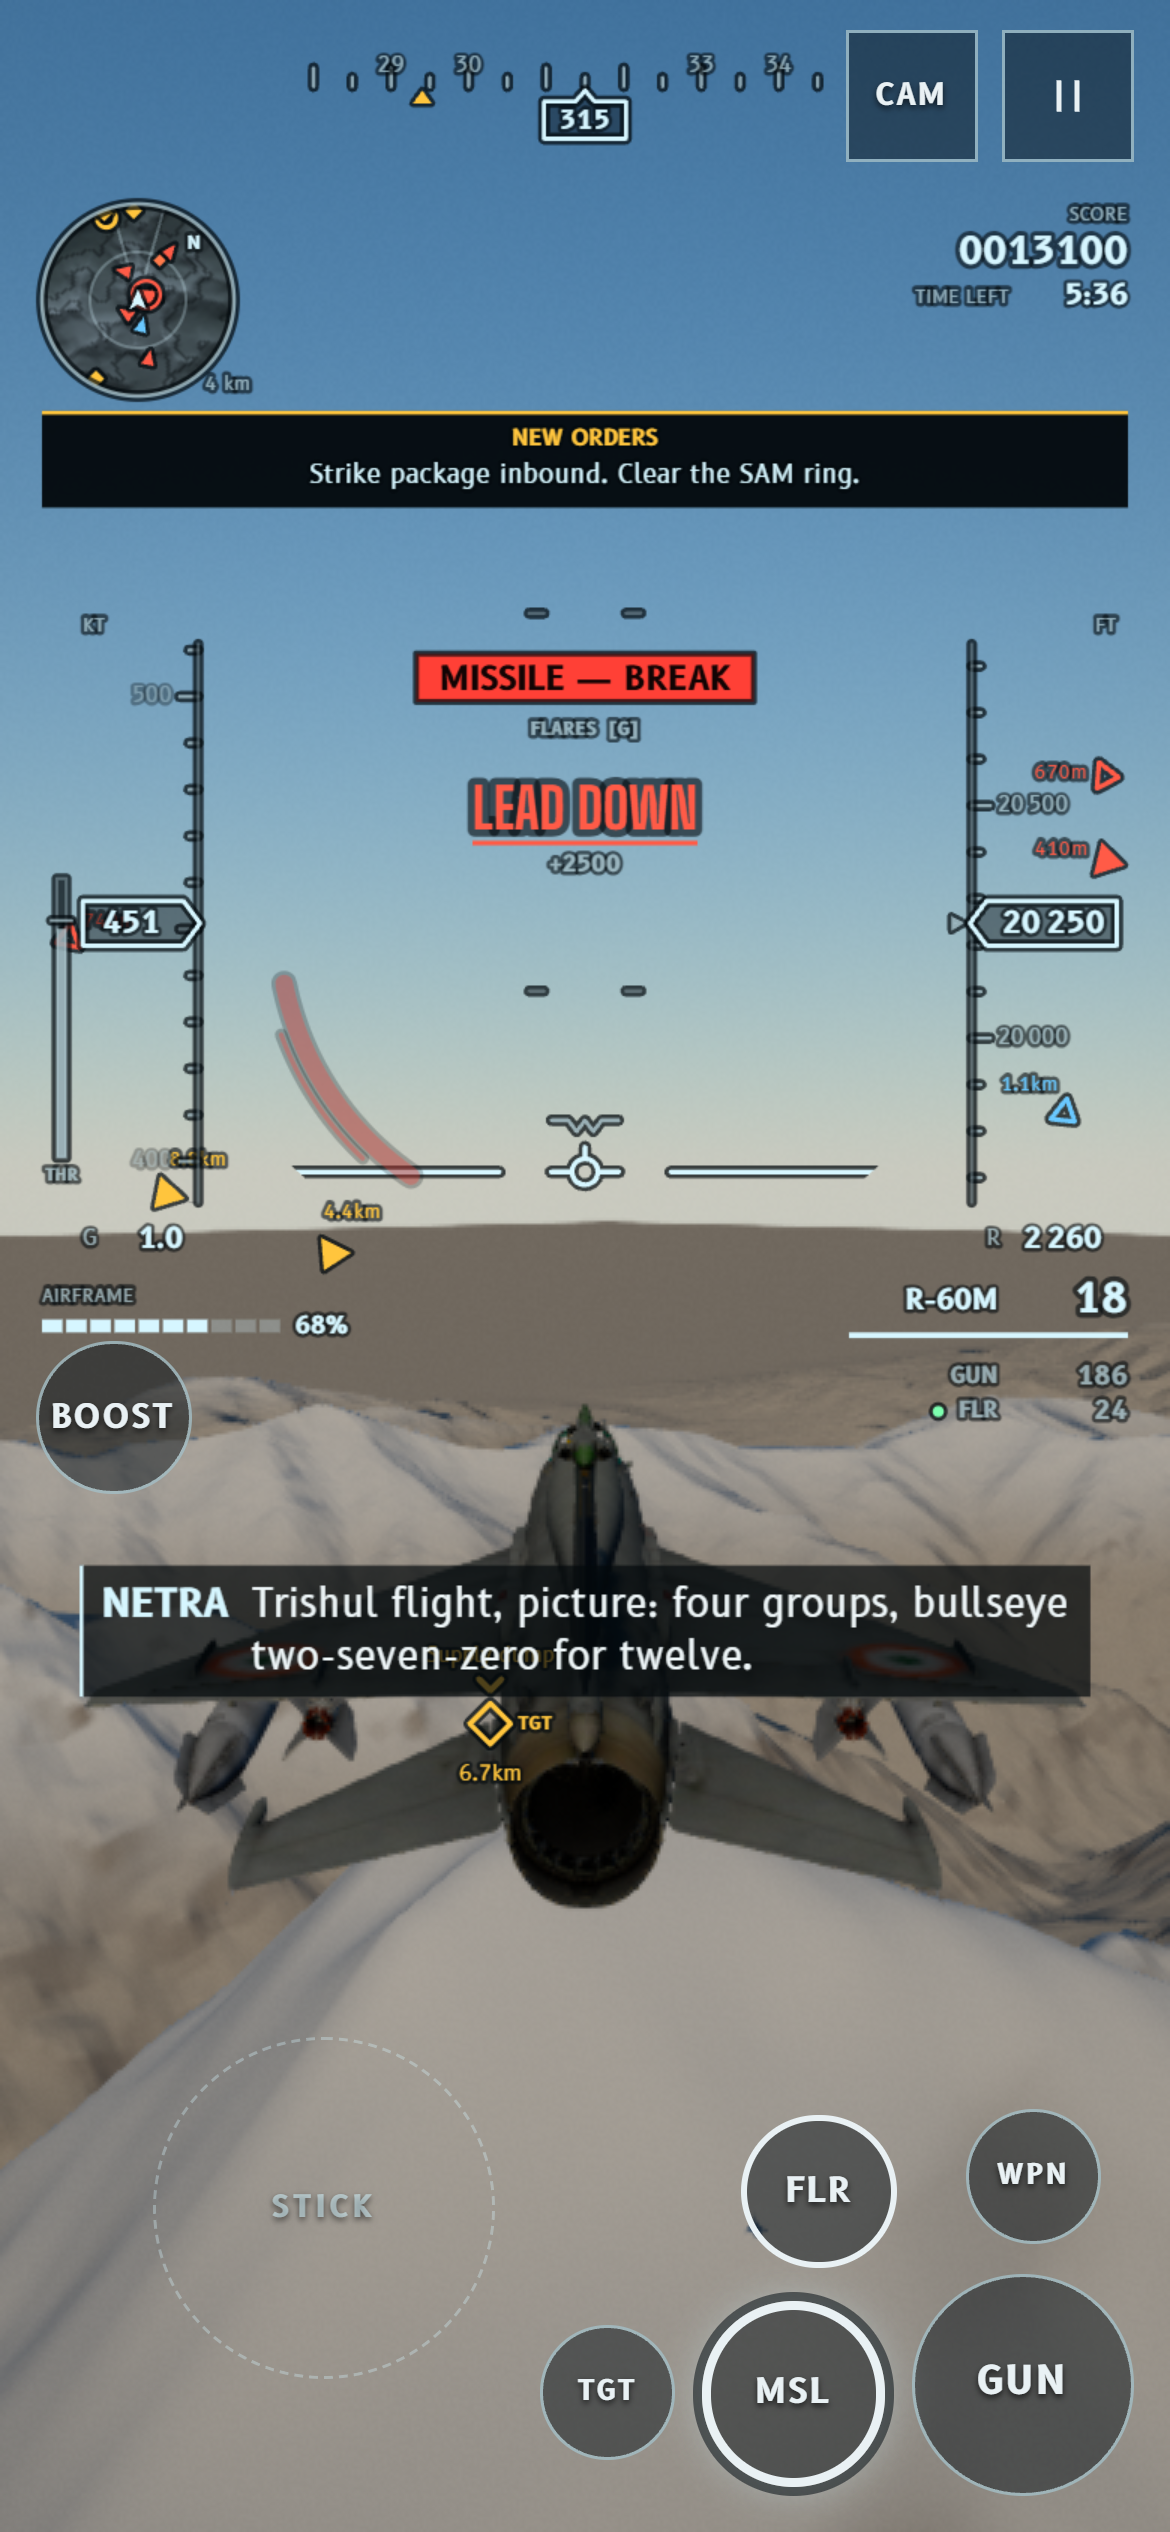 29 30 33 34
315
CAM
N
4 km
SCORE
0013100
TIME LEFT 5:36
NEW ORDERS
Strike package inbound. Clear the SAM ring.
KT
FT
500
MISSILE — BREAK
FLARES [G]
670m
20 500
LEAD DOWN
+2500
410m
451
20 250
20 000
1.1km
400
THR
4.4km
G 1.0
R 2 260
AIRFRAME
68%
R-60M 18
GUN 186
FLR 24
BOOST
NETRA Trishul flight, picture: four groups, bullseye
two-seven-zero for twelve.
TGT
6.7km
STICK
FLR
WPN
TGT
MSL
GUN